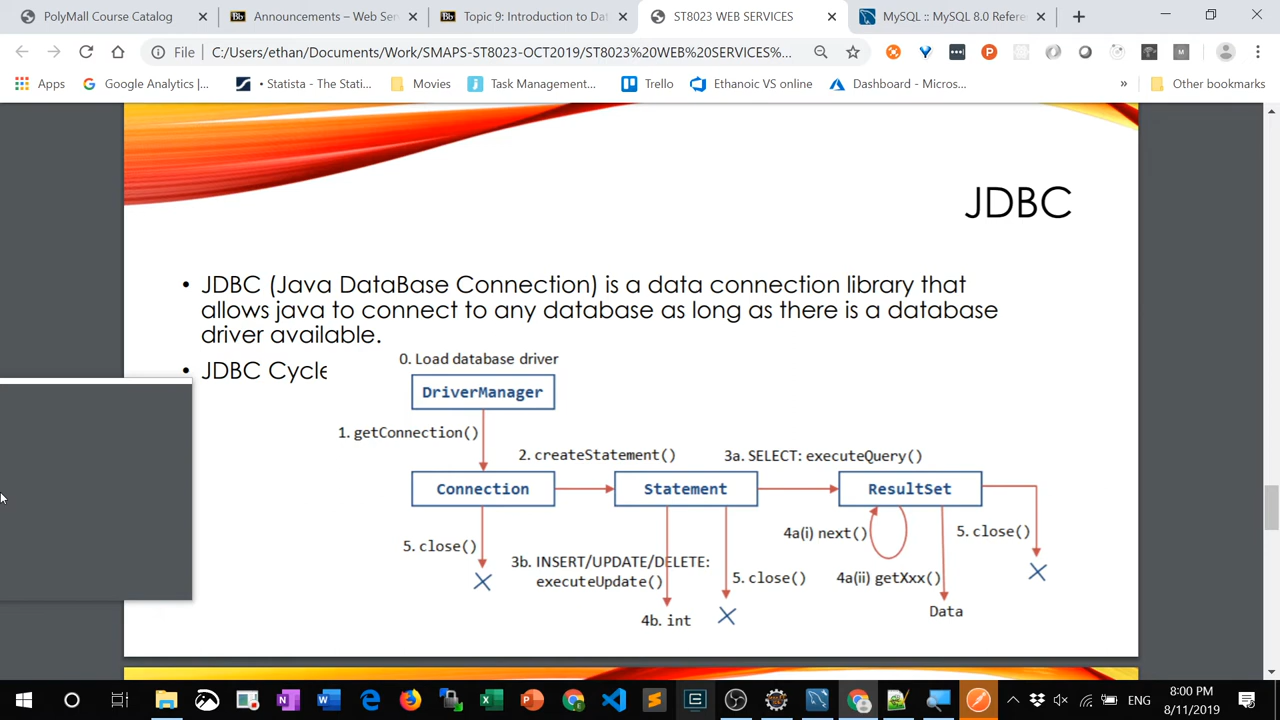 PolyMall Course Catalo
Announcements – Web Ser
Topic 9: Introduction to Dat
ST8023 WEB SERVICES
MySQL :: MySQL 8.0 Refere
File
C:/Users/ethan/Documents/Work/SMAPS-ST8023-OCT2019/ST8023%20WEB%20SERVICES%...
Apps
Google Analytics |...
• Statista - The Stati...
Movies
Task Management...
Trello
Ethanoic VS online
Dashboard - Micros...
»
Other bookmarks
JDBC
• JDBC (Java DataBase Connection) is a data connection library that
allows java to connect to any database as long as there is a database
driver available.
• JDBC Cycle
0. Load database driver
DriverManager
1. getConnection()
2. createStatement()
3a. SELECT: executeQuery()
Connection
Statement
ResultSet
5. close()
3b. INSERT/UPDATE/DELETE:
executeUpdate()
4b. int
5. close()
4a(i) next()
4a(ii) getXxx()
Data
5. close()
ENG
8:00 PM
8/11/2019